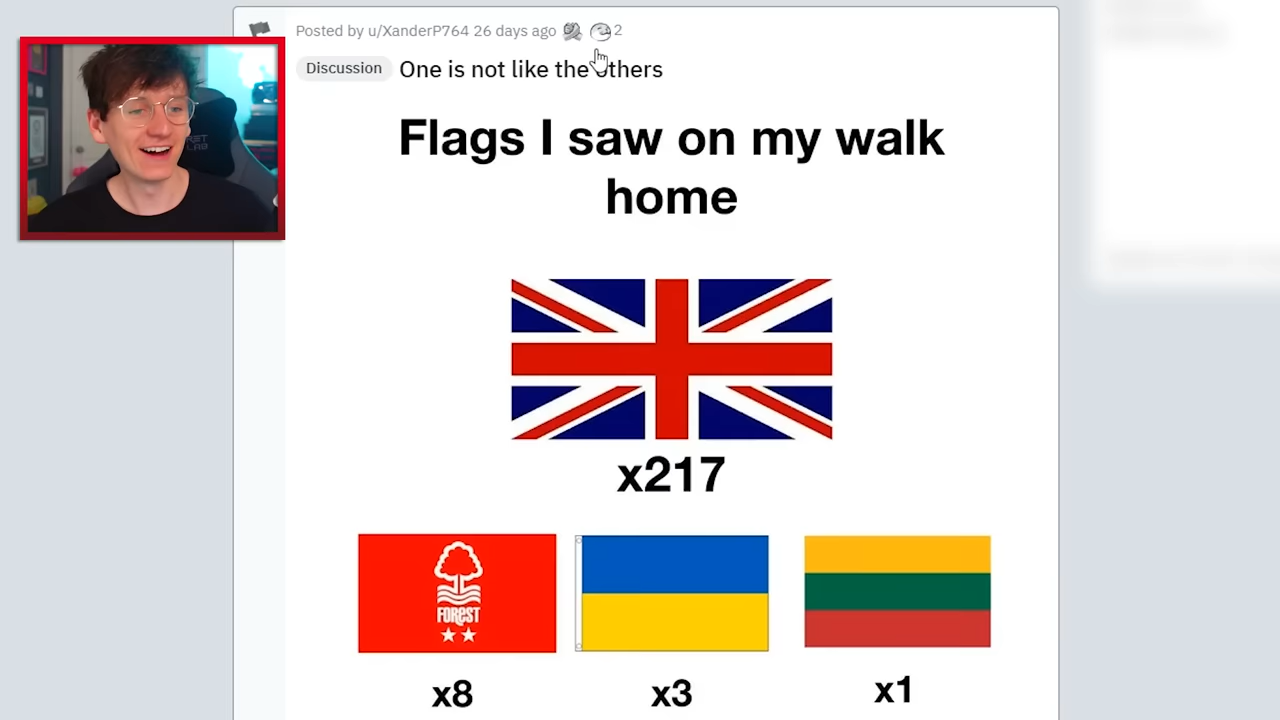 Posted by u/XanderP764 26 days ago 2
Discussion One is not like the others
Flags I saw on my walk
home
x217
FOREST
x8 x3 x1